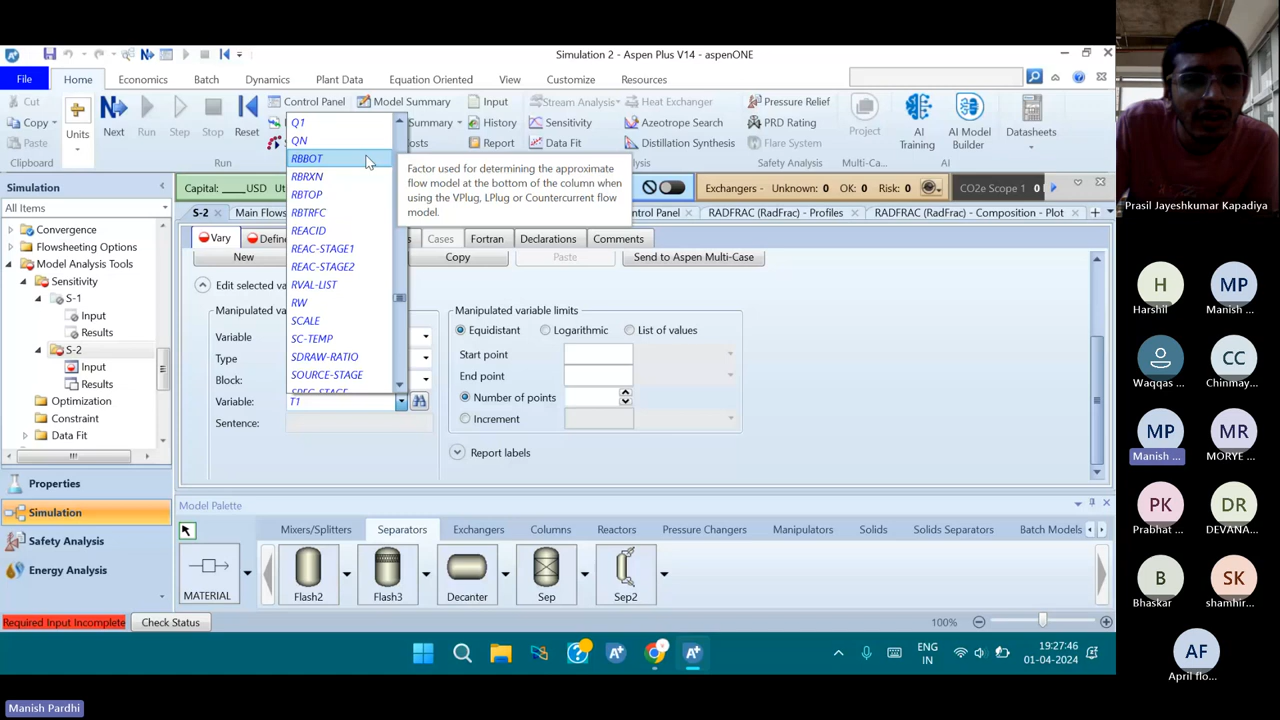 Simulation 2 - Aspen Plus V14 - aspenONE
File Home Economics Batch Dynamics Plant Data Equation Oriented View Customize Resources
Cut Copy Paste Clipboard
Units
Next Run Step Stop Reset Run
Control Panel Model Summary Input Stream Analysis Heat Exchanger Pressure Relief
Summary History Sensitivity Azeotrope Search PRD Rating
Report Data Fit Distillation Synthesis Flare System
Safety Analysis
Project Multi-Ca...
AI Training AI Model Builder AI
Datasheets
Simulation
All Items
Capital: ____USD
Exchangers - Unknown: 0 OK: 0 Risk: 0
CO2e Scope 1
S-2 Main Flows
RADFRAC (RadFrac) - Profiles
RADFRAC (RadFrac) - Composition - Plot
Convergence
Flowsheeting Options
Model Analysis Tools
Sensitivity
S-1
Input
Results
S-2
Input
Results
Optimization
Constraint
Data Fit
Properties
Simulation
Safety Analysis
Energy Analysis
Vary Define Cases Fortran Declarations Comments
New Copy Paste Send to Aspen Multi-Case
Q1
QN
RBBOT
RBRXN
RBTOP
RBTRFC
REACID
REAC-STAGE1
REAC-STAGE2
RVAL-LIST
RW
SCALE
SC-TEMP
SDRAW-RATIO
SOURCE-STAGE
SPEC-STAGE
T1
Factor used for determining the approximate
flow model at the bottom of the column when
using the VPlug, LPlug or Countercurrent flow
model.
Variable
Type
Block:
Variable:
Sentence:
Manipulated variable limits
Equidistant Logarithmic List of values
Start point
End point
Number of points
Increment
Report labels
Model Palette
Mixers/Splitters Separators Exchangers Columns Reactors Pressure Changers Manipulators Solids Solids Separators Batch Models
MATERIAL Flash2 Flash3 Decanter Sep Sep2
Required Input Incomplete Check Status 100%
ENG
IN
19:27:46
01-04-2024
Prasil Jayeshkumar Kapadiya
H MP
Harshil Manish ...
CC
Waqqas ... Chinmay...
MP MR
Manish ... MORYE ...
PK DR
Prabhat ... DEVANA...
B SK
Bhaskar shamhir...
AF
April flo...
Manish Pardhi